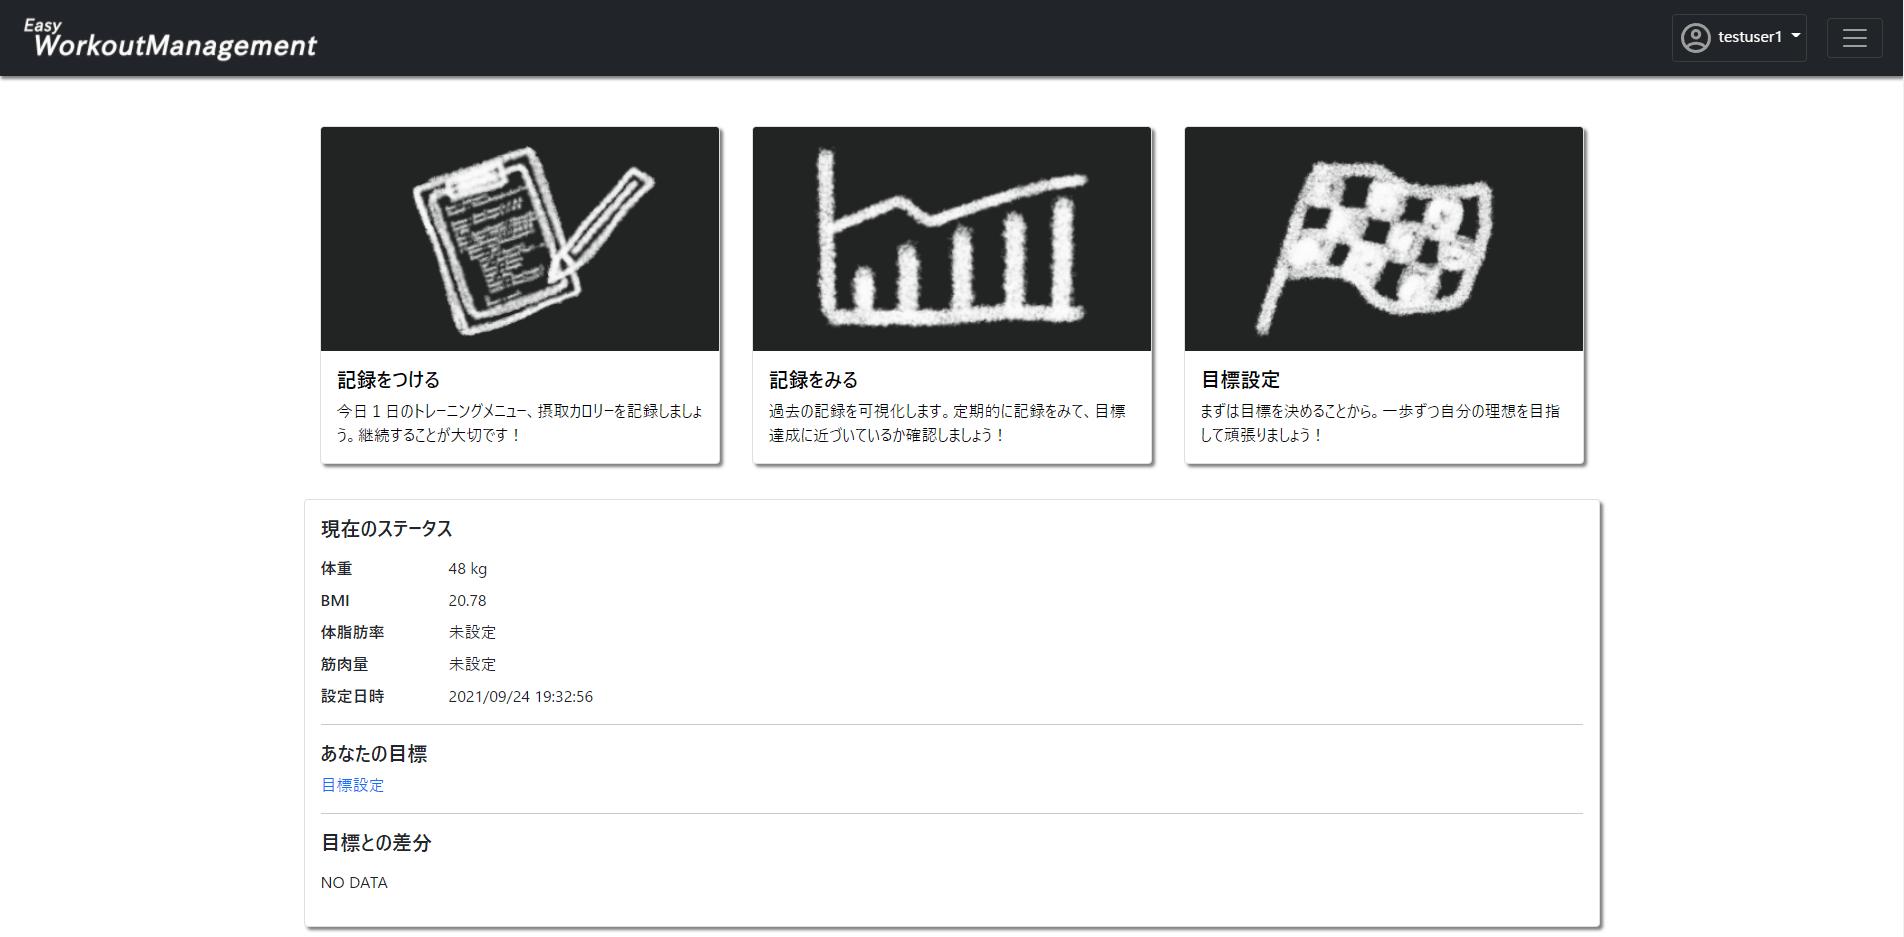 Easy
WorkoutManagement
testuser1
記録をつける
今日１日のトレーニングメニュー、摂取カロリーを記録しましょ
う。継続することが大切です！
記録をみる
過去の記録を可視化します。定期的に記録をみて、目標
達成に近づいているか確認しましょう！
目標設定
まずは目標を決めることから。一歩ずつ自分の理想を目指
して頑張りましょう！
現在のステータス
体重 48 kg
BMI 20.78
体脂肪率 未設定
筋肉量 未設定
設定日時 2021/09/24 19:32:56
あなたの目標
目標設定
目標との差分
NO DATA